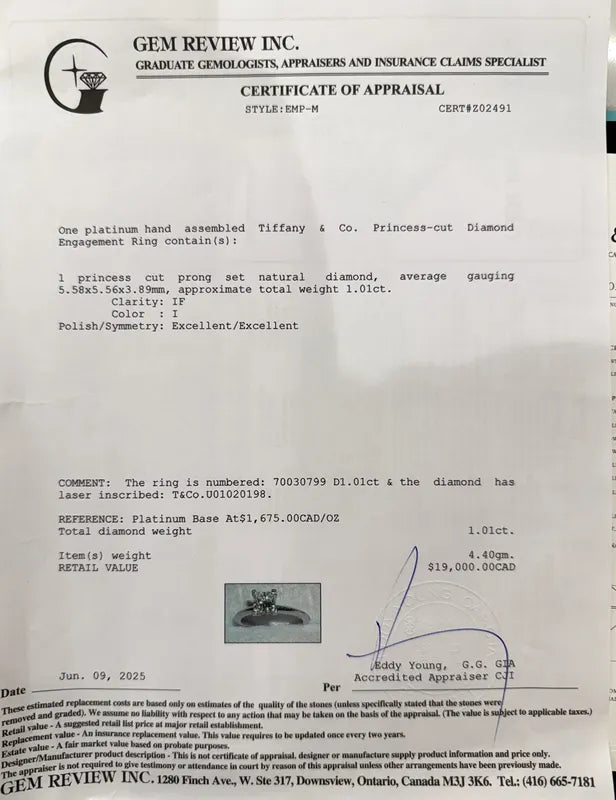 GEM REVIEW INC.
GRADUATE GEMOLOGISTS, APPRAISERS AND INSURANCE CLAIMS SPECIALIST
CERTIFICATE OF APPRAISAL
STYLE:EMP-M CERT#Z02491
One platinum hand assembled Tiffany & Co. Princess-cut Diamond
Engagement Ring contain(s):
1 princess cut prong set natural diamond, average gauging
5.58x5.56x3.89mm, approximate total weight 1.01ct.
Clarity: IF
Color : I
Polish/Symmetry: Excellent/Excellent
COMMENT: The ring is numbered: 70030799 D1.01ct & the diamond has
laser inscribed: T&Co.U01020198.
REFERENCE: Platinum Base At$1,675.00CAD/OZ
Total diamond weight 1.01ct.
Item(s) weight 4.40gm.
RETAIL VALUE $19,000.00CAD
Eddy Young, G.G. GIA
Jun. 09, 2025 Accredited Appraiser CJI
Date Per
These estimated replacement costs are based only on estimates of the quality of the stones (unless specifically stated that the stones were
removed and graded). We assume no liability with respect to any action that may be taken on the basis of the appraisal. (The value is subject to applicable taxes.)
Retail value - A suggested retail list price at major retail establishment.
Replacement value - An insurance replacement value. This value requires to be updated once every two years.
Estate value - A fair market value based on probate purposes.
Designer/Manufacturer product description - This is not certificate of appraisal. designer or manufacture supply product information and price only.
The appraiser is not required to give testimony or attendance in court by reason of this appraisal unless other arrangements have been previously made.
GEM REVIEW INC. 1280 Finch Ave., W. Ste 317, Downsview, Ontario, Canada M3J 3K6. Tel.: (416) 665-7181